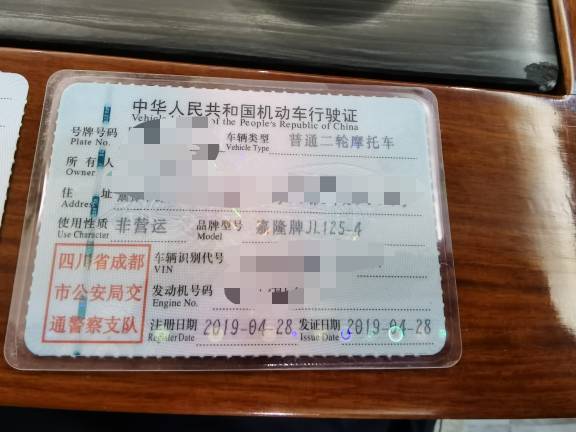 中华人民共和国机动车行驶证
Vehicle of the People's Republic of China
号牌号码 车辆类型 普通二轮摩托车
Plate No. Vehicle Type
所有人
Owner
住址
Address
使用性质 非营运 品牌型号 嘉隆牌JL125-4
Use Character Model
四川省成都 车辆识别代号
VIN
市公安局交 发动机号码
Engine No.
通警察支队 注册日期 2019-04-28 发证日期 2019-04-28
Register Date Issue Date